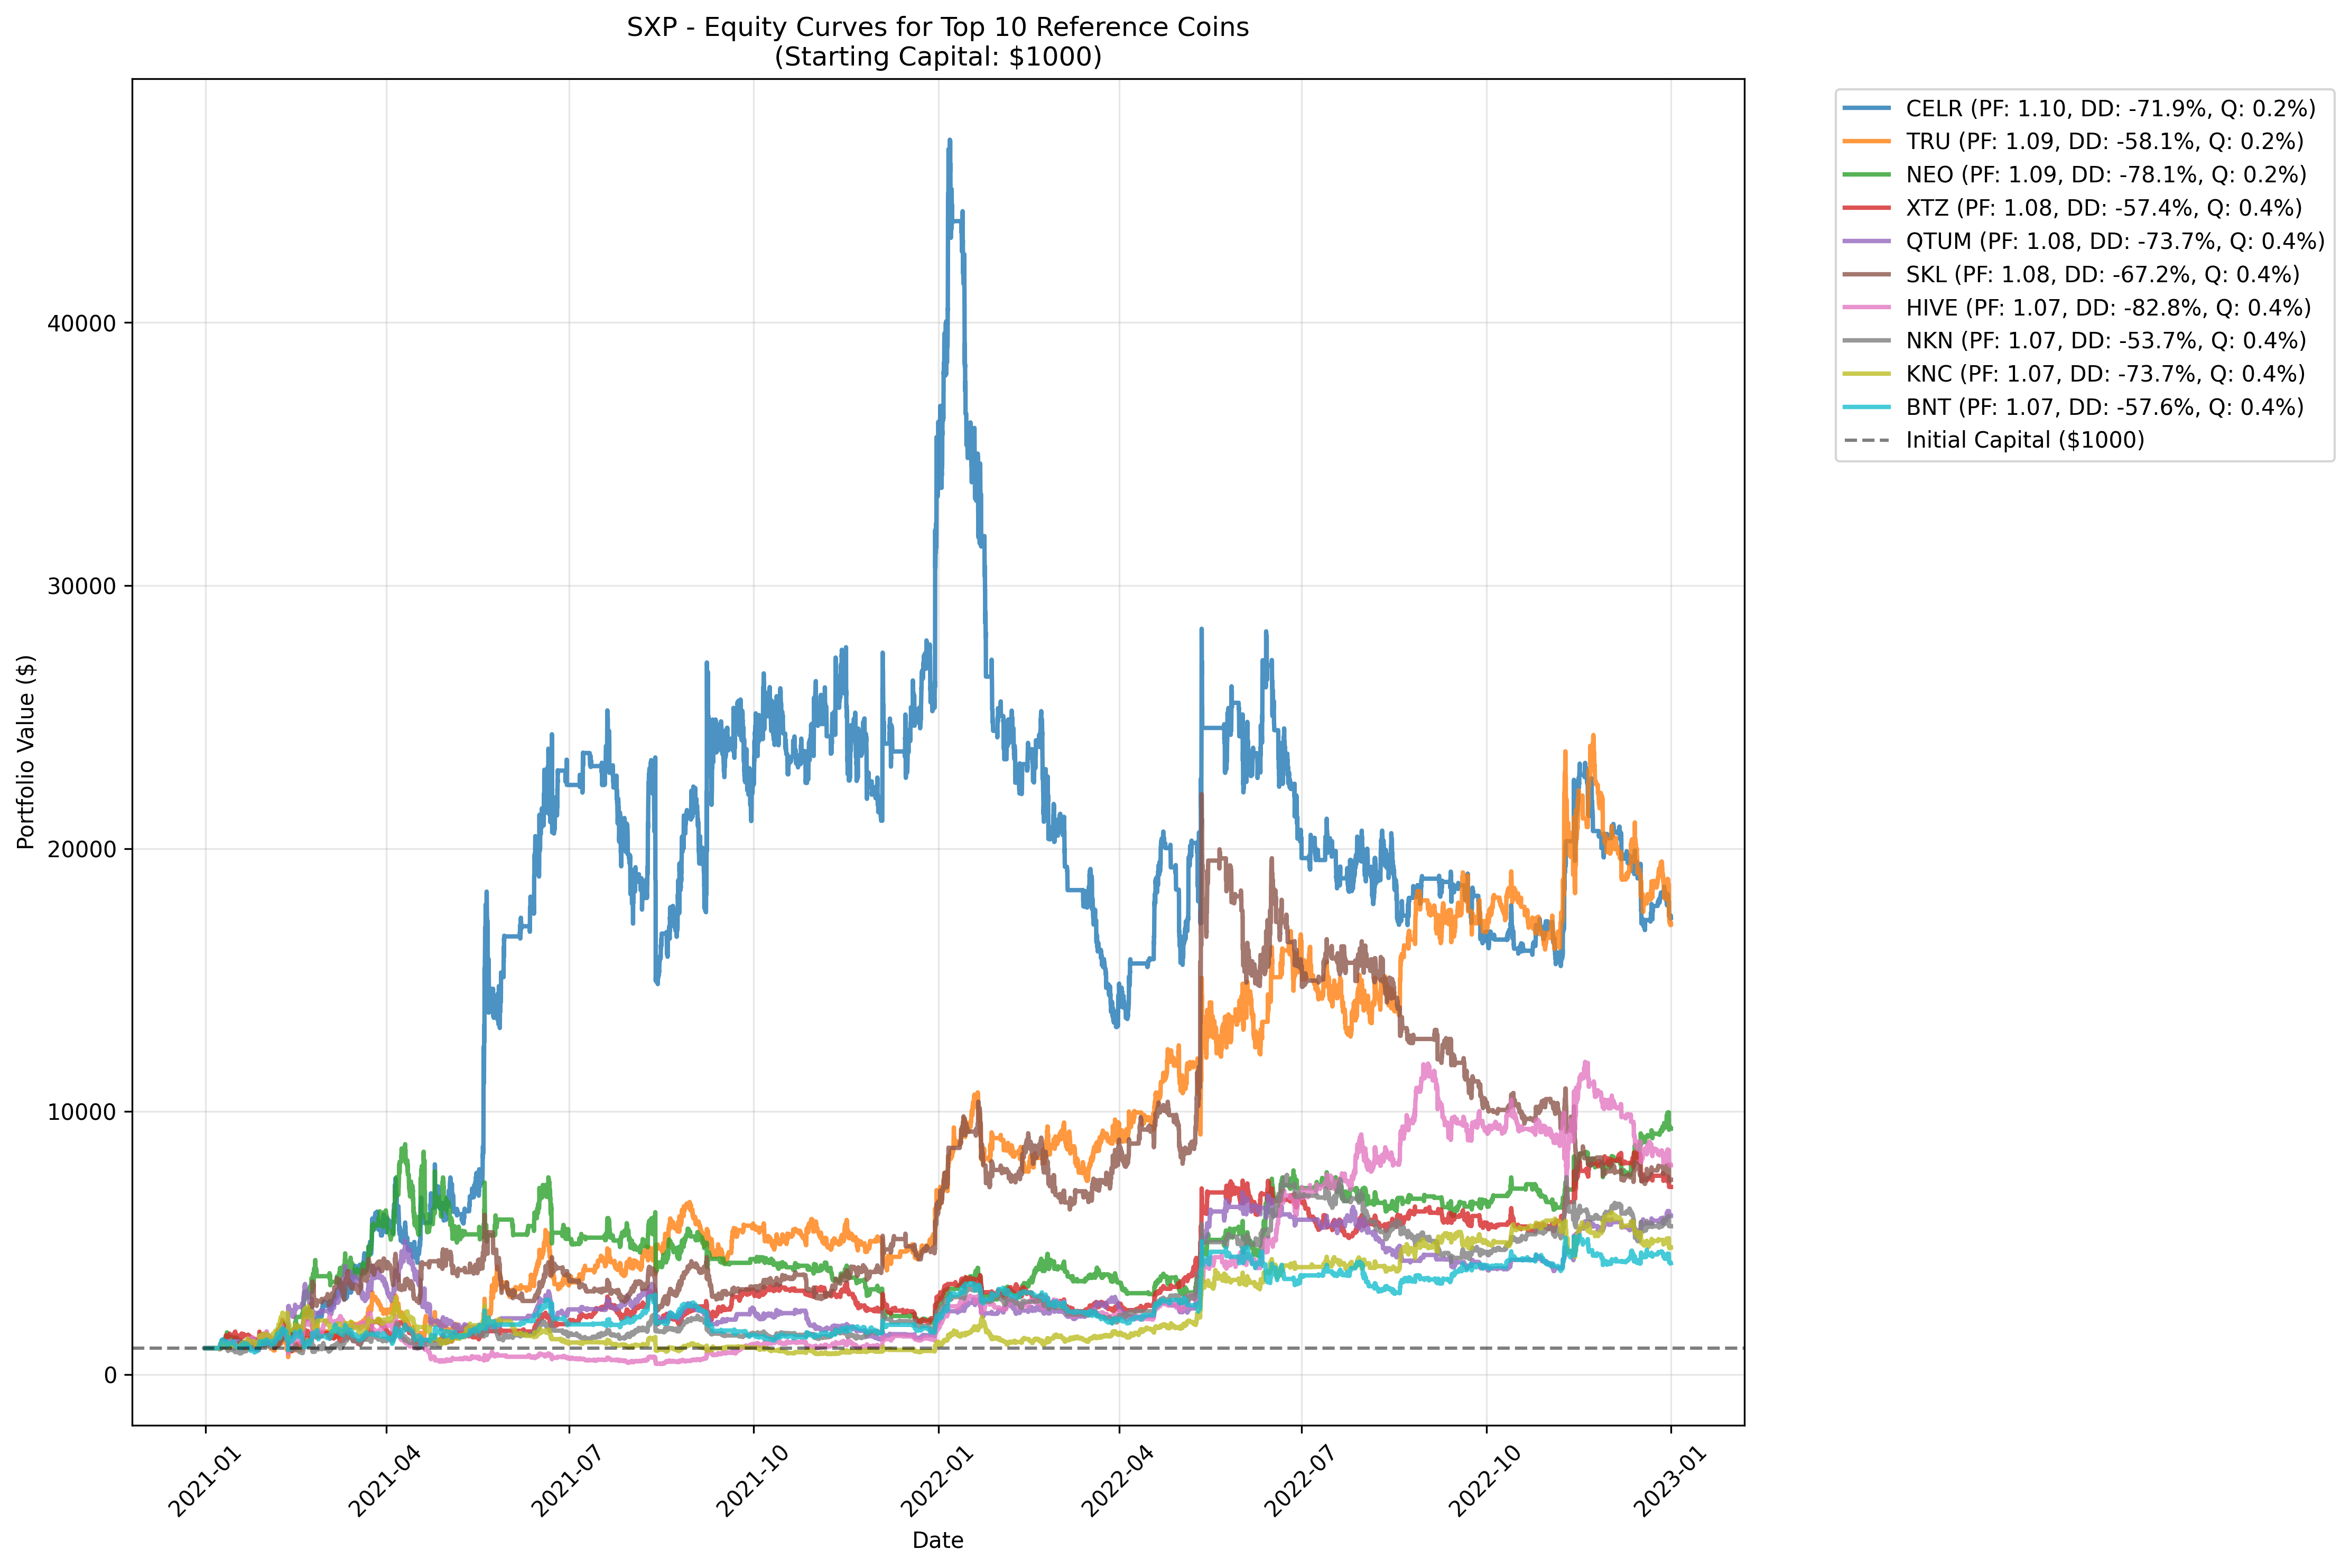 SXP - Equity Curves for Top 10 Reference Coins
(Starting Capital: $1000)
Portfolio Value ($)
40000
30000
20000
10000
0
2021-01
2021-04
2021-07
2021-10
2022-01
2022-04
2022-07
2022-10
2023-01
Date
CELR (PF: 1.10, DD: -71.9%, Q: 0.2%)
TRU (PF: 1.09, DD: -58.1%, Q: 0.2%)
NEO (PF: 1.09, DD: -78.1%, Q: 0.2%)
XTZ (PF: 1.08, DD: -57.4%, Q: 0.4%)
QTUM (PF: 1.08, DD: -73.7%, Q: 0.4%)
SKL (PF: 1.08, DD: -67.2%, Q: 0.4%)
HIVE (PF: 1.07, DD: -82.8%, Q: 0.4%)
NKN (PF: 1.07, DD: -53.7%, Q: 0.4%)
KNC (PF: 1.07, DD: -73.7%, Q: 0.4%)
BNT (PF: 1.07, DD: -57.6%, Q: 0.4%)
Initial Capital ($1000)